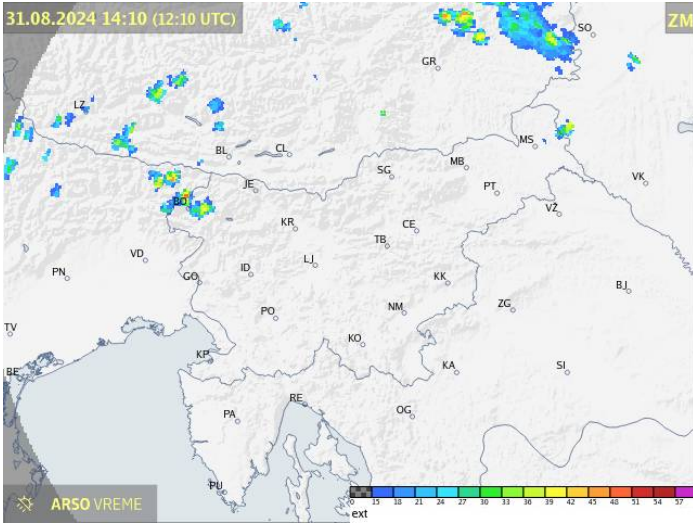 31.08.2024 14:10 (12:10 UTC)
ZM
SO
GR
LZ
BL
CL
MS
MB
SG
JE
PT
VK
BO
VŽ
KR
CE
TB
VD
LJ
ID
GO
PN
KK
BJ
NM
ZG
PO
TV
KO
KP
BE
KA
SI
RE
PA
OG
PU
ARSO VREME
0 15 18 21 24 27 30 33 36 39 42 45 48 51 54 57
ext